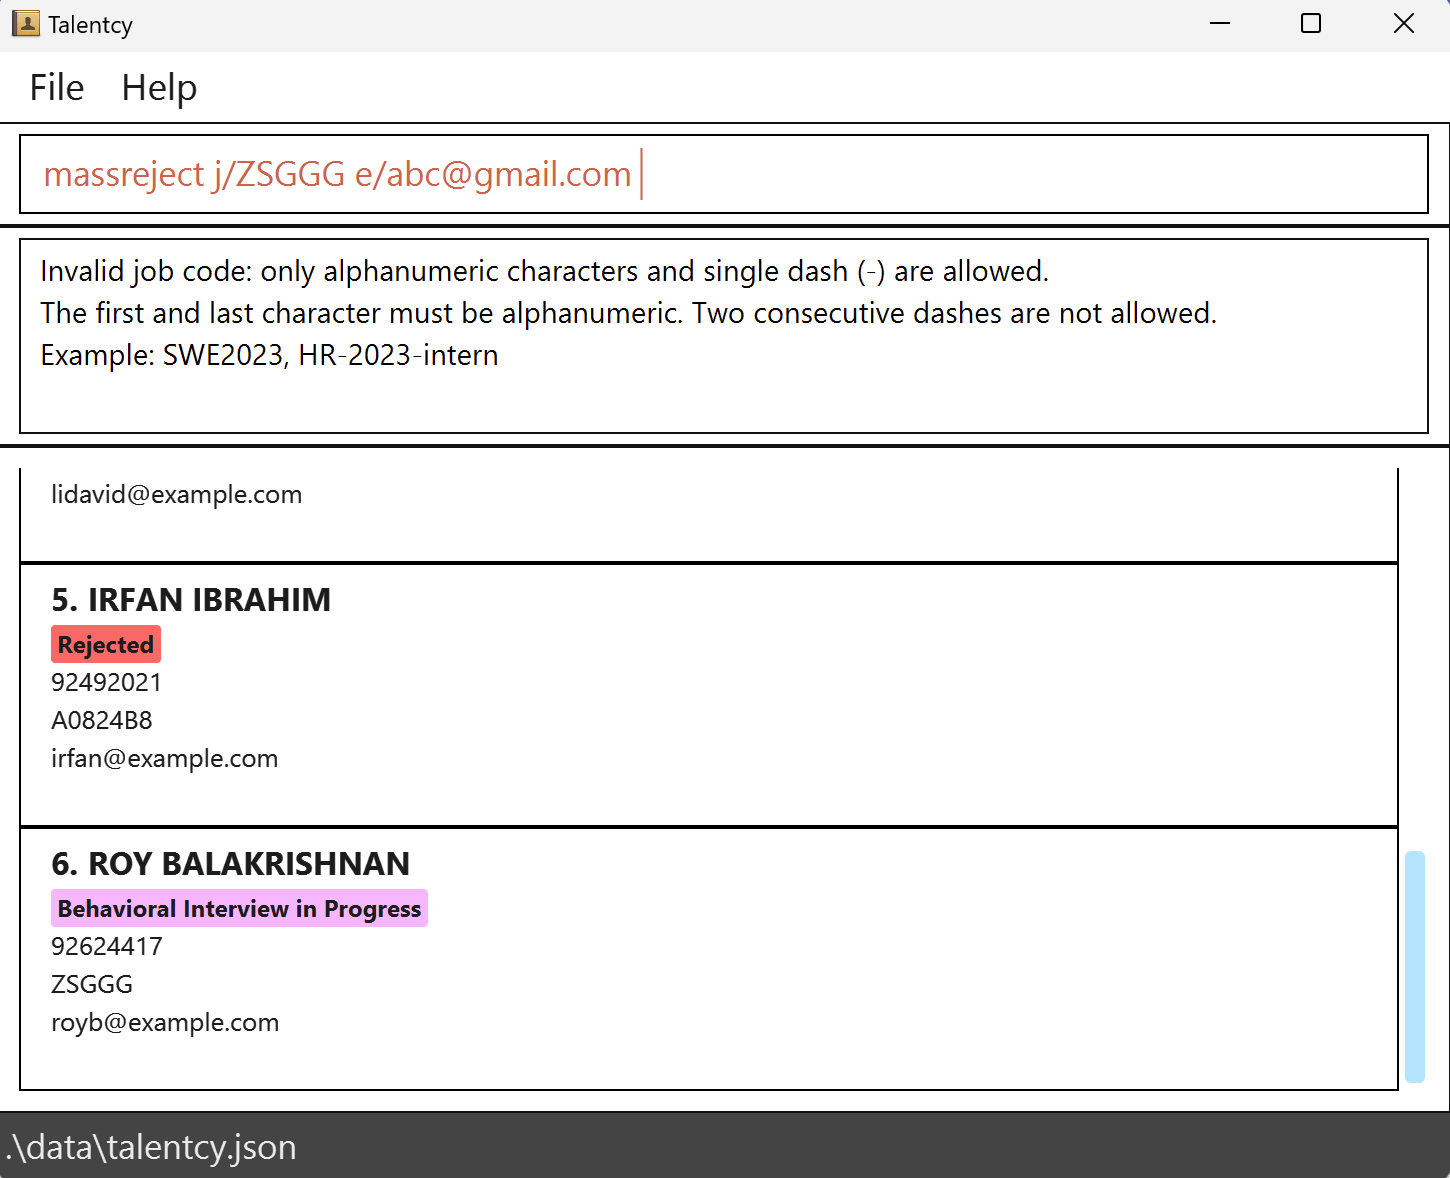 Talentcy
File Help
massreject j/ZSGGG e/abc@gmail.com
Invalid job code: only alphanumeric characters and single dash (-) are allowed.
The first and last character must be alphanumeric. Two consecutive dashes are not allowed.
Example: SWE2023, HR-2023-intern
lidavid@example.com
5. IRFAN IBRAHIM
Rejected
92492021
A0824B8
irfan@example.com
6. ROY BALAKRISHNAN
Behavioral Interview in Progress
92624417
ZSGGG
royb@example.com
.\data\talentcy.json